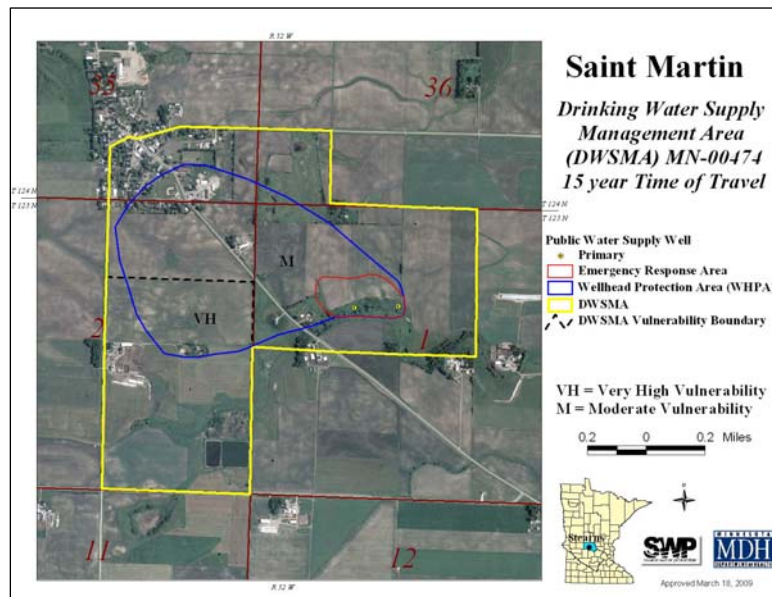 R 32 W
35
36
T 124 N
T 123 N
T 124 N
T 123 N
M
VH
2
1
11
12
R 32 W
Saint Martin
Drinking Water Supply
Management Area
(DWSMA) MN-00474
15 year Time of Travel
Public Water Supply Well
Primary
Emergency Response Area
Wellhead Protection Area (WHPA)
DWSMA
DWSMA Vulnerability Boundary
VH = Very High Vulnerability
M = Moderate Vulnerability
0.2 0 0.2 Miles
Stearns
SWP
MINNESOTA
MDH
Approved March 18, 2009